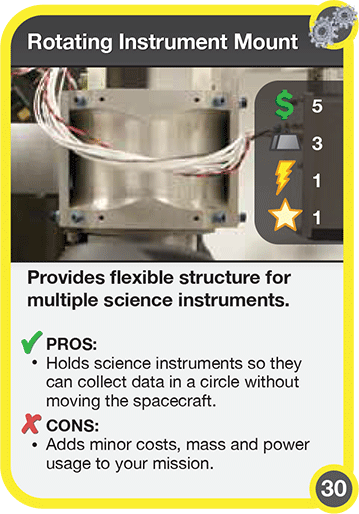 Rotating Instrument Mount
5
3
1
1
Provides flexible structure for
multiple science instruments.
PROS:
• Holds science instruments so they
can collect data in a circle without
moving the spacecraft.
CONS:
• Adds minor costs, mass and power
usage to your mission.
30